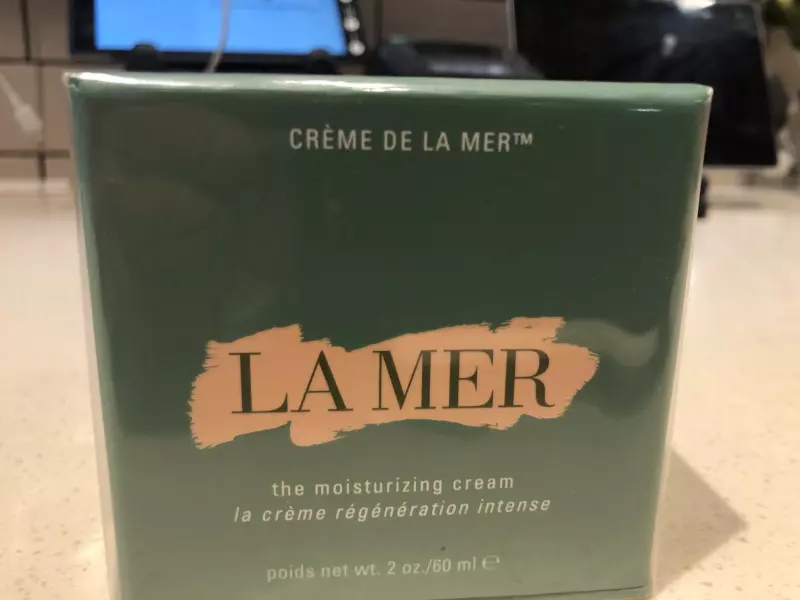 CRÈME DE LA MER™
LA MER
the moisturizing cream
la crème régénération intense
poids net wt. 2 oz./60 ml ℮